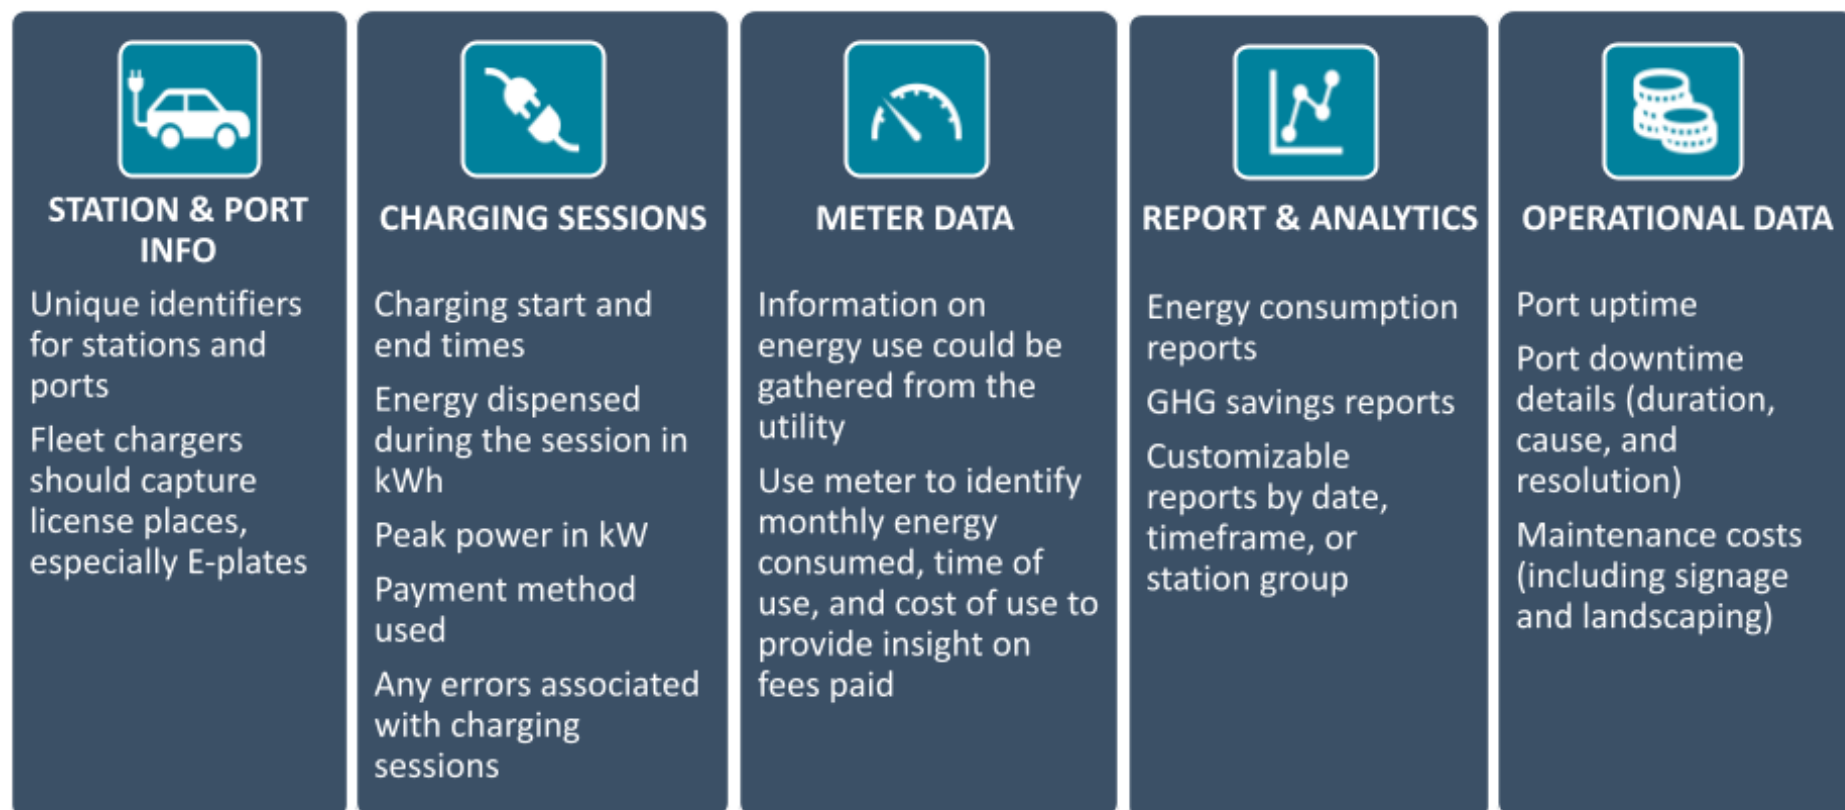 STATION & PORT
INFO
Unique identifiers
for stations and
ports
Fleet chargers
should capture
license places,
especially E-plates
CHARGING SESSIONS
Charging start and
end times
Energy dispensed
during the session in
kWh
Peak power in kW
Payment method
used
Any errors associated
with charging
sessions
METER DATA
Information on
energy use could be
gathered from the
utility
Use meter to identify
monthly energy
consumed, time of
use, and cost of use to
provide insight on
fees paid
REPORT & ANALYTICS
Energy consumption
reports
GHG savings reports
Customizable
reports by date,
timeframe, or
station group
OPERATIONAL DATA
Port uptime
Port downtime
details (duration,
cause, and
resolution)
Maintenance costs
(including signage
and landscaping)